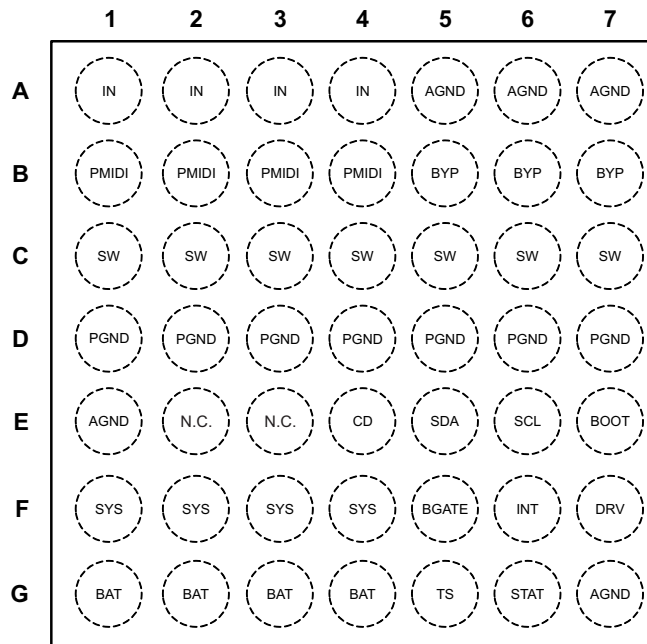 1 2 3 4 5 6 7
A IN IN IN IN AGND AGND AGND
B PMIDI PMIDI PMIDI PMIDI BYP BYP BYP
C SW SW SW SW SW SW SW
D PGND PGND PGND PGND PGND PGND PGND
E AGND N.C. N.C. CD SDA SCL BOOT
F SYS SYS SYS SYS BGATE INT DRV
G BAT BAT BAT BAT TS STAT AGND